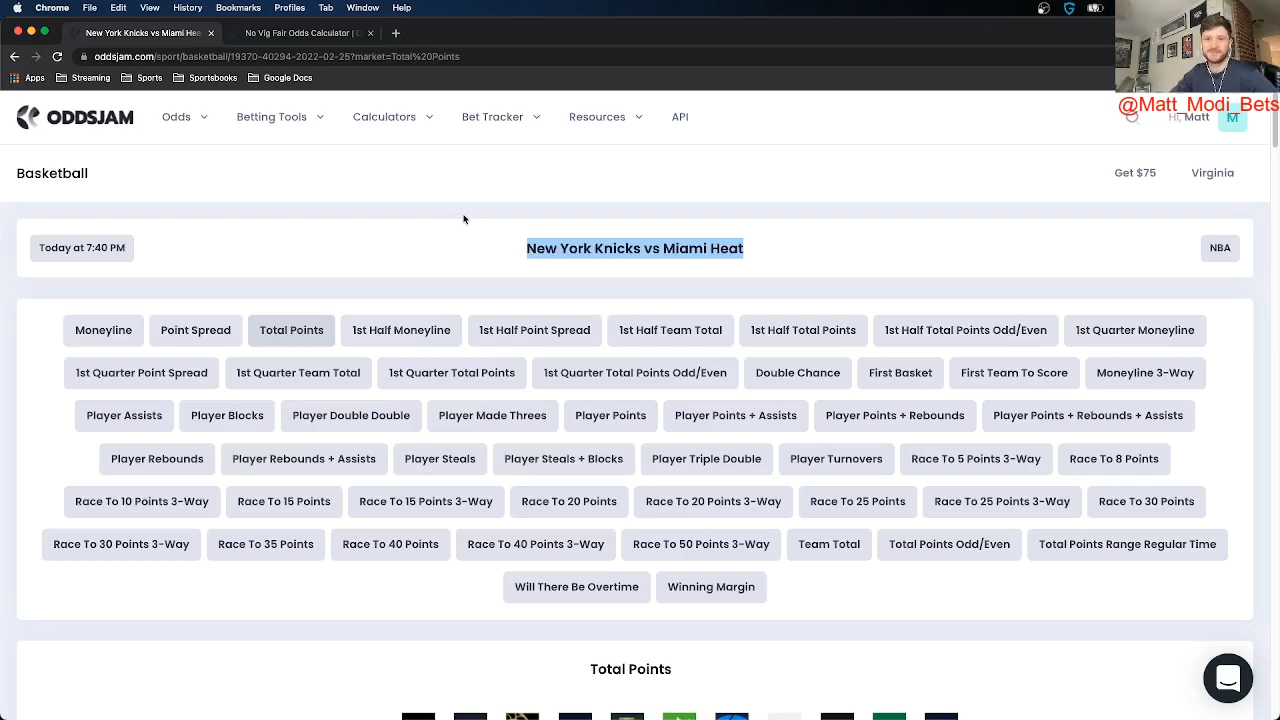 Chrome File Edit View History Bookmarks Profiles Tab Window Help
New York Knicks vs Miami Hea × No Vig Fair Odds Calculator | O × +
oddsjam.com/sport/basketball/19370-40294-2022-02-25?market=Total%20Points
Apps Streaming Sports Sportsbooks Google Docs
@Matt_Modi_Bets
ODDSJAM Odds Betting Tools Calculators Bet Tracker Resources API Hi, Matt M
Basketball Get $75 Virginia
Today at 7:40 PM New York Knicks vs Miami Heat NBA
Moneyline Point Spread Total Points 1st Half Moneyline 1st Half Point Spread 1st Half Team Total 1st Half Total Points 1st Half Total Points Odd/Even 1st Quarter Moneyline
1st Quarter Point Spread 1st Quarter Team Total 1st Quarter Total Points 1st Quarter Total Points Odd/Even Double Chance First Basket First Team To Score Moneyline 3-Way
Player Assists Player Blocks Player Double Double Player Made Threes Player Points Player Points + Assists Player Points + Rebounds Player Points + Rebounds + Assists
Player Rebounds Player Rebounds + Assists Player Steals Player Steals + Blocks Player Triple Double Player Turnovers Race To 5 Points 3-Way Race To 8 Points
Race To 10 Points 3-Way Race To 15 Points Race To 15 Points 3-Way Race To 20 Points Race To 20 Points 3-Way Race To 25 Points Race To 25 Points 3-Way Race To 30 Points
Race To 30 Points 3-Way Race To 35 Points Race To 40 Points Race To 40 Points 3-Way Race To 50 Points 3-Way Team Total Total Points Odd/Even Total Points Range Regular Time
Will There Be Overtime Winning Margin
Total Points